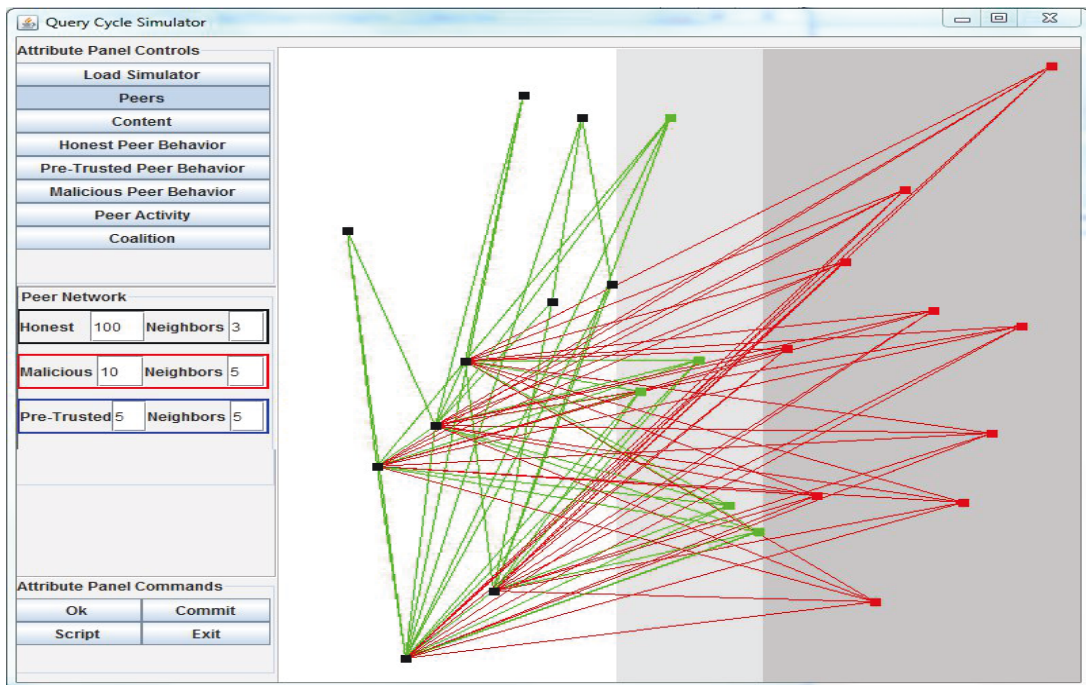 Query Cycle Simulator
Attribute Panel Controls
Load Simulator
Peers
Content
Honest Peer Behavior
Pre-Trusted Peer Behavior
Malicious Peer Behavior
Peer Activity
Coalition
Peer Network
Honest 100 Neighbors 3
Malicious 10 Neighbors 5
Pre-Trusted 5 Neighbors 5
Attribute Panel Commands
Ok Commit
Script Exit